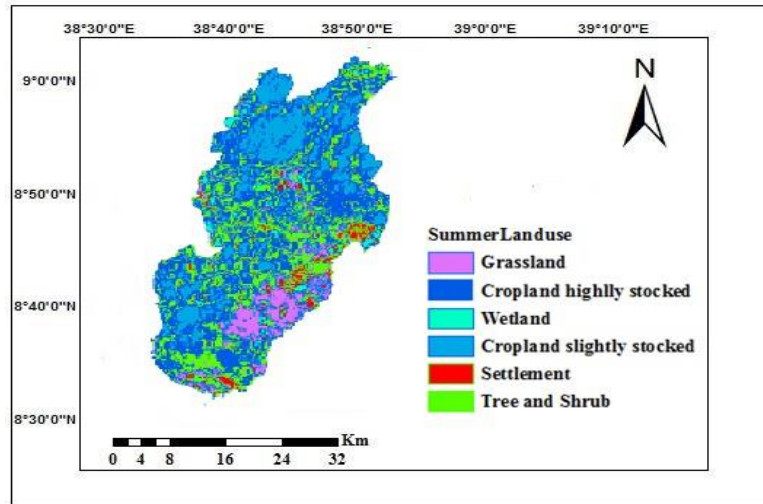 38°30'0"E 38°40'0"E 38°50'0"E 39°0'0"E 39°10'0"E
9°0'0"N
N
8°50'0"N
SummerLanduse
Grassland
Cropland highlly stocked
Wetland
8°40'0"N
Cropland slightly stocked
Settlement
Tree and Shrub
8°30'0"N
Km
0 4 8 16 24 32